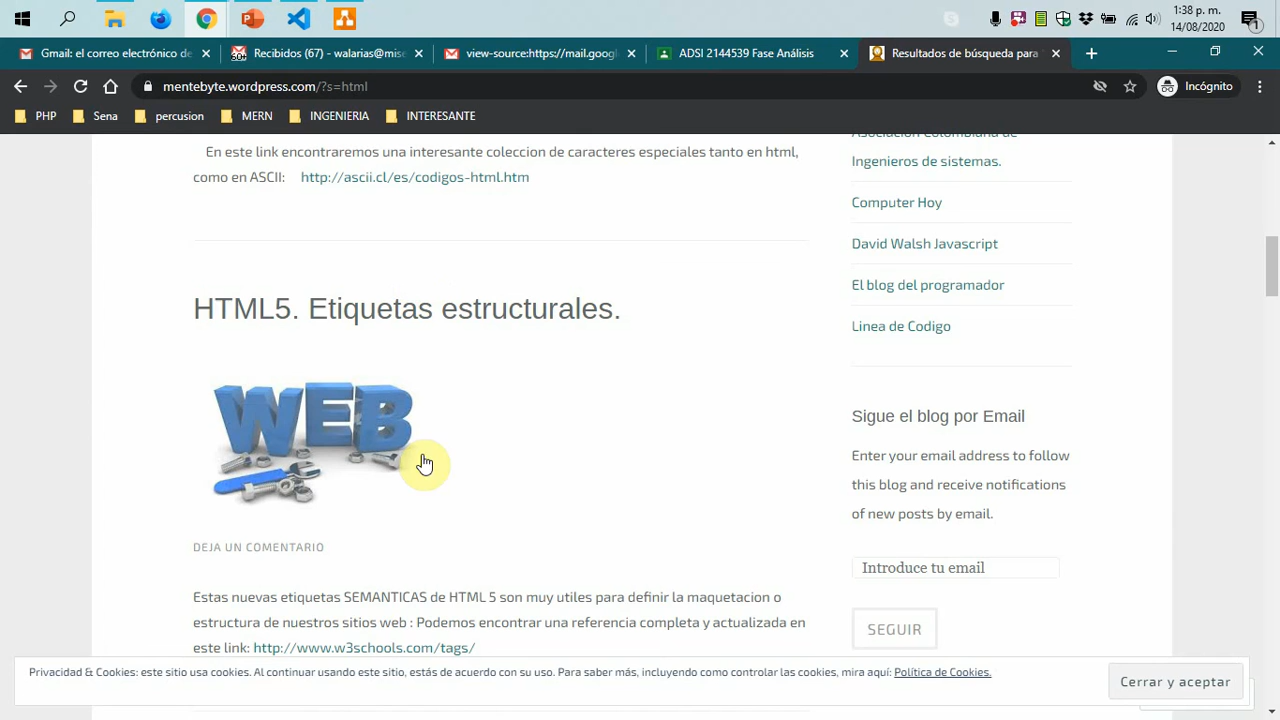 1:38 p. m.
14/08/2020
Gmail: el correo electrónico de
Recibidos (67) - walarias@mise
view-source:https://mail.goog
ADSI 2144539 Fase Análisis
Resultados de búsqueda para
mentebyte.wordpress.com/?s=html
Incógnito
PHP
Sena
percusion
MERN
INGENIERIA
INTERESANTE
En este link encontraremos una interesante coleccion de caracteres especiales tanto en html,
como en ASCII: http://ascii.cl/es/codigos-html.htm
HTML5. Etiquetas estructurales.
WEB
DEJA UN COMENTARIO
Estas nuevas etiquetas SEMANTICAS de HTML 5 son muy utiles para definir la maquetacion o
estructura de nuestros sitios web : Podemos encontrar una referencia completa y actualizada en
este link: http://www.w3schools.com/tags/
Asociación Colombiana de
Ingenieros de sistemas.
Computer Hoy
David Walsh Javascript
El blog del programador
Linea de Codigo
Sigue el blog por Email
Enter your email address to follow
this blog and receive notifications
of new posts by email.
Introduce tu email
SEGUIR
Privacidad & Cookies: este sitio usa cookies. Al continuar usando este sitio, estás de acuerdo con su uso. Para saber más, incluyendo como controlar las cookies, mira aquí: Política de Cookies.
Cerrar y aceptar